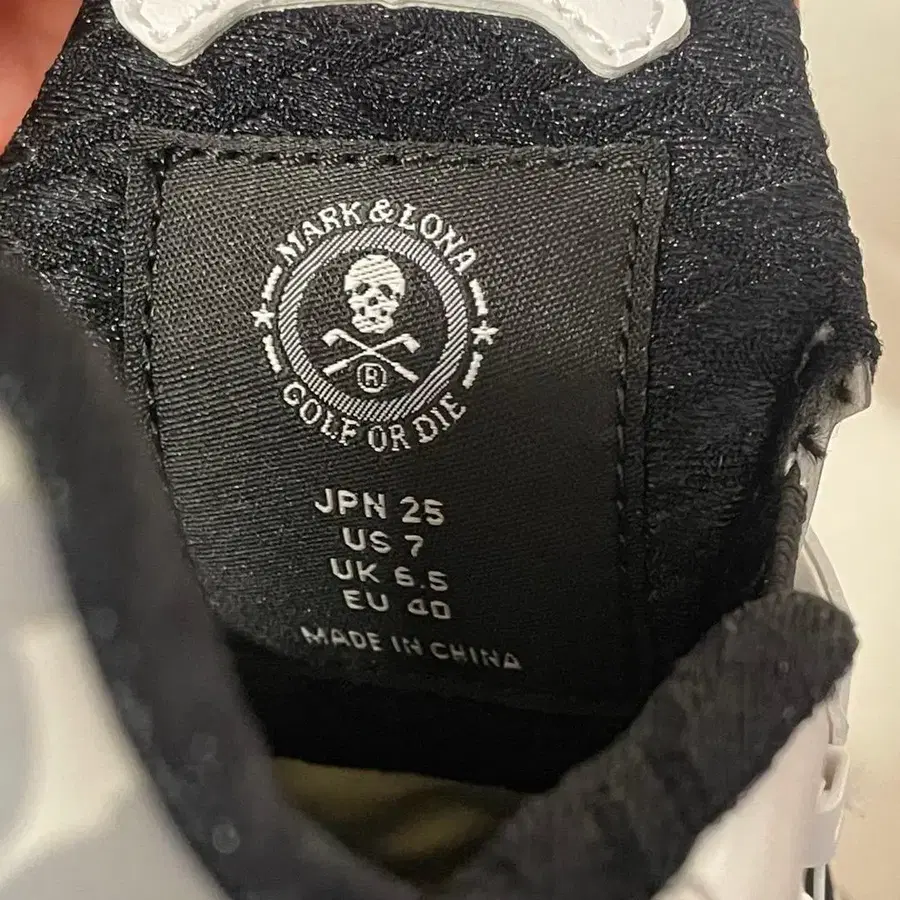 MARK & LONA
®
GOLF OR DIE
JPN 25
US 7
UK 6.5
EU 40
MADE IN CHINA